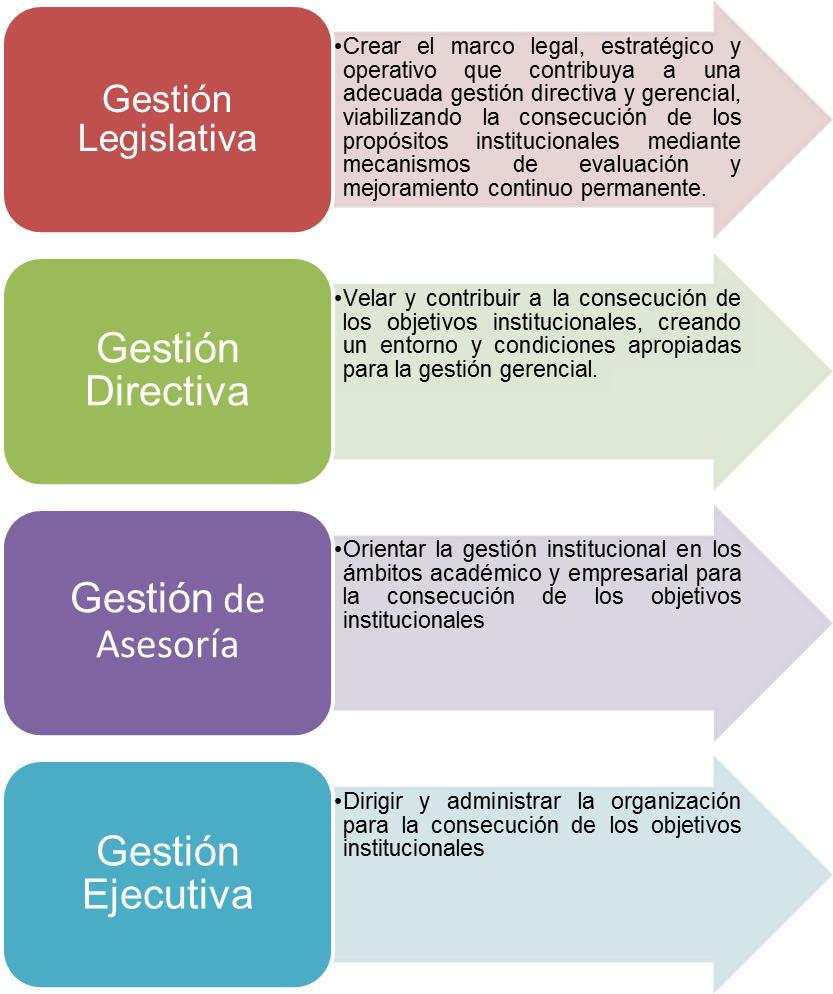 Gestión
Legislativa
•Crear el marco legal, estratégico y
operativo que contribuya a una
adecuada gestión directiva y gerencial,
viabilizando la consecución de los
propósitos institucionales mediante
mecanismos de evaluación y
mejoramiento continuo permanente.
Gestión
Directiva
•Velar y contribuir a la consecución de
los objetivos institucionales, creando
un entorno y condiciones apropiadas
para la gestión gerencial.
Gestión de
Asesoría
•Orientar la gestión institucional en los
ámbitos académico y empresarial para
la consecución de los objetivos
institucionales
Gestión
Ejecutiva
•Dirigir y administrar la organización
para la consecución de los objetivos
institucionales